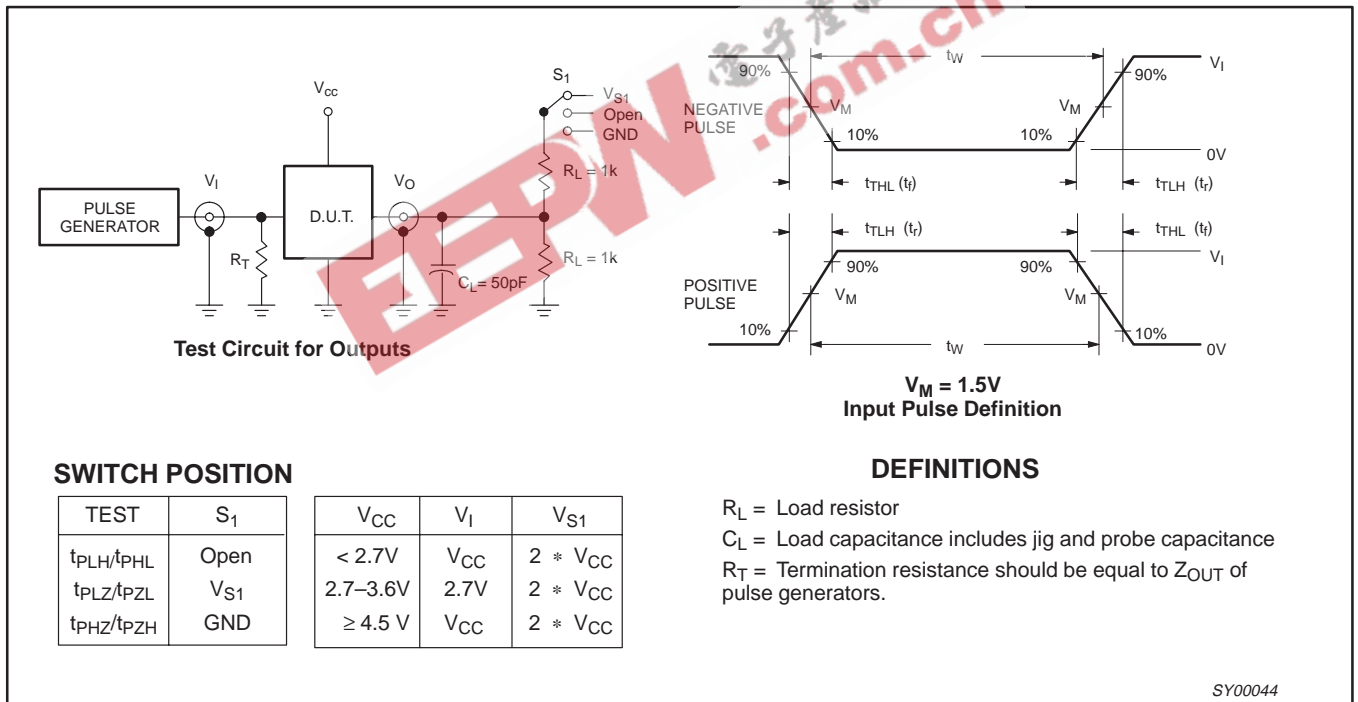 電子產
EEPW .com.cn
Vcc
S1
VS1
Open
GND
RL = 1k
PULSE
GENERATOR
VI
D.U.T.
VO
RT
CL = 50pF
RL = 1k
Test Circuit for Outputs
tW
90%
90%
VI
NEGATIVE
PULSE
VM
VM
10%
10%
0V
tTHL (tf)
tTLH (tr)
tTLH (tr)
tTHL (tf)
VI
90%
90%
POSITIVE
PULSE
VM
VM
10%
10%
tW
0V
VM = 1.5V
Input Pulse Definition
SWITCH POSITION
TEST S1
tPLH/tPHL Open
tPLZ/tPZL VS1
tPHZ/tPZH GND
VCC VI VS1
< 2.7V VCC 2 * VCC
2.7–3.6V 2.7V 2 * VCC
≥ 4.5 V VCC 2 * VCC
DEFINITIONS
RL = Load resistor
CL = Load capacitance includes jig and probe capacitance
RT = Termination resistance should be equal to ZOUT of
pulse generators.
SY00044